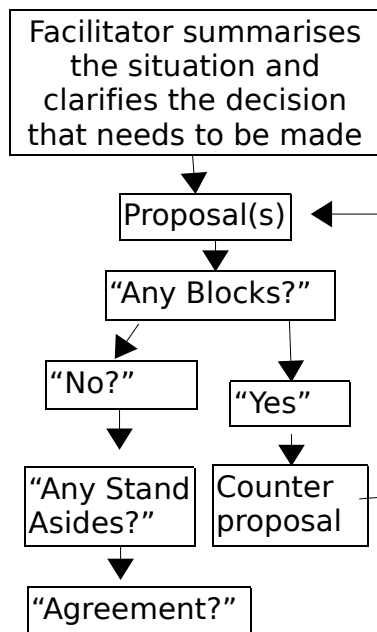 Facilitator summarises
the situation and
clarifies the decision
that needs to be made
Proposal(s)
“Any Blocks?”
“No?”
“Yes”
“Any Stand
Asides?”
Counter
proposal
“Agreement?”